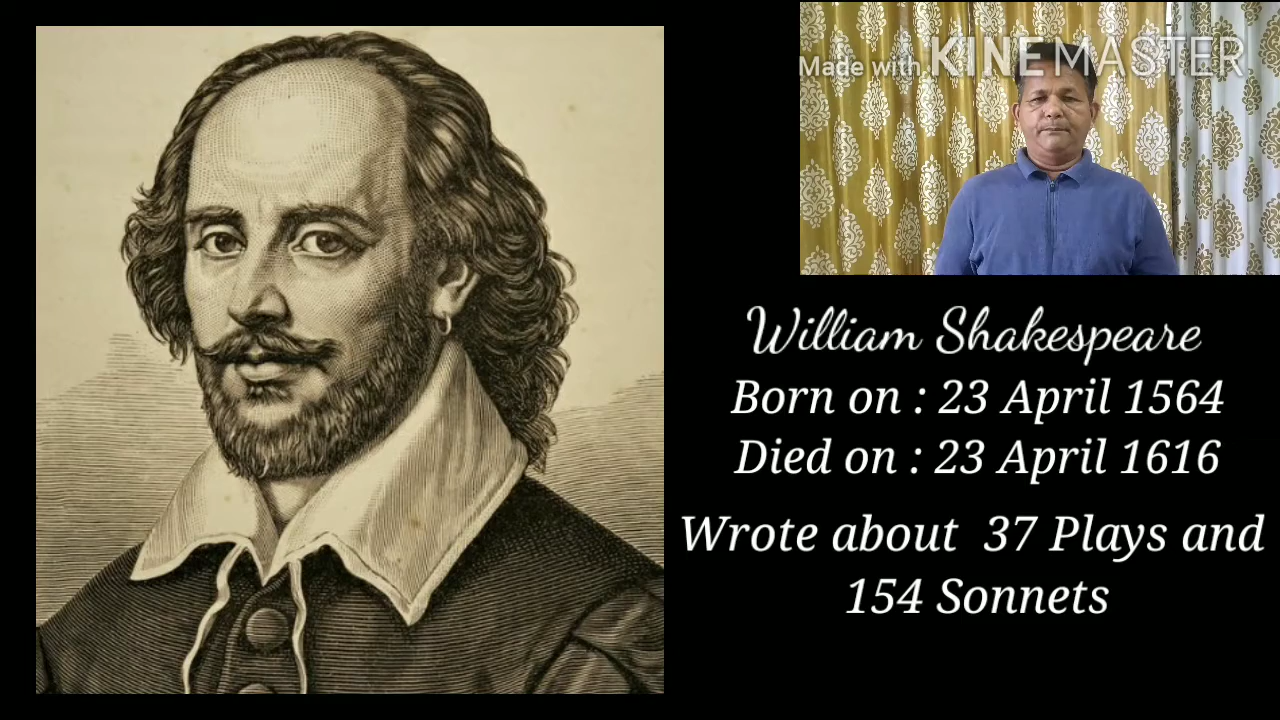 Made with KINEMASTER
William Shakespeare
Born on : 23 April 1564
Died on : 23 April 1616
Wrote about 37 Plays and
154 Sonnets